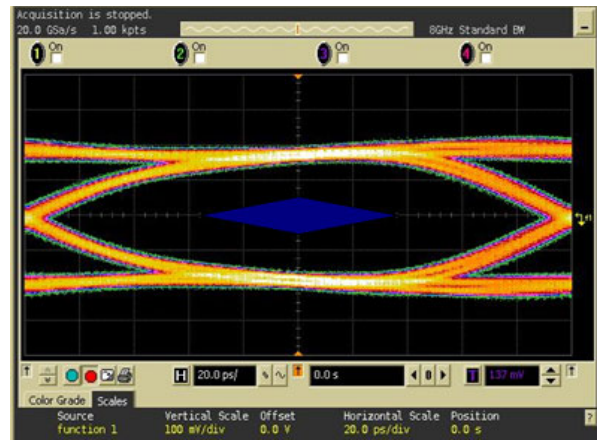 Acquisition is stopped.
20.0 GSa/s 1.00 kpts
8GHz Standard BW
1 On 2 On 3 On 4 On
H 20.0 ps/ 0.0 s 0 T 137 mV
Color Grade Scales
Source Vertical Scale Offset Horizontal Scale Position
function 1 100 mV/div 0.0 V 20.0 ps/div 0.0 s
?